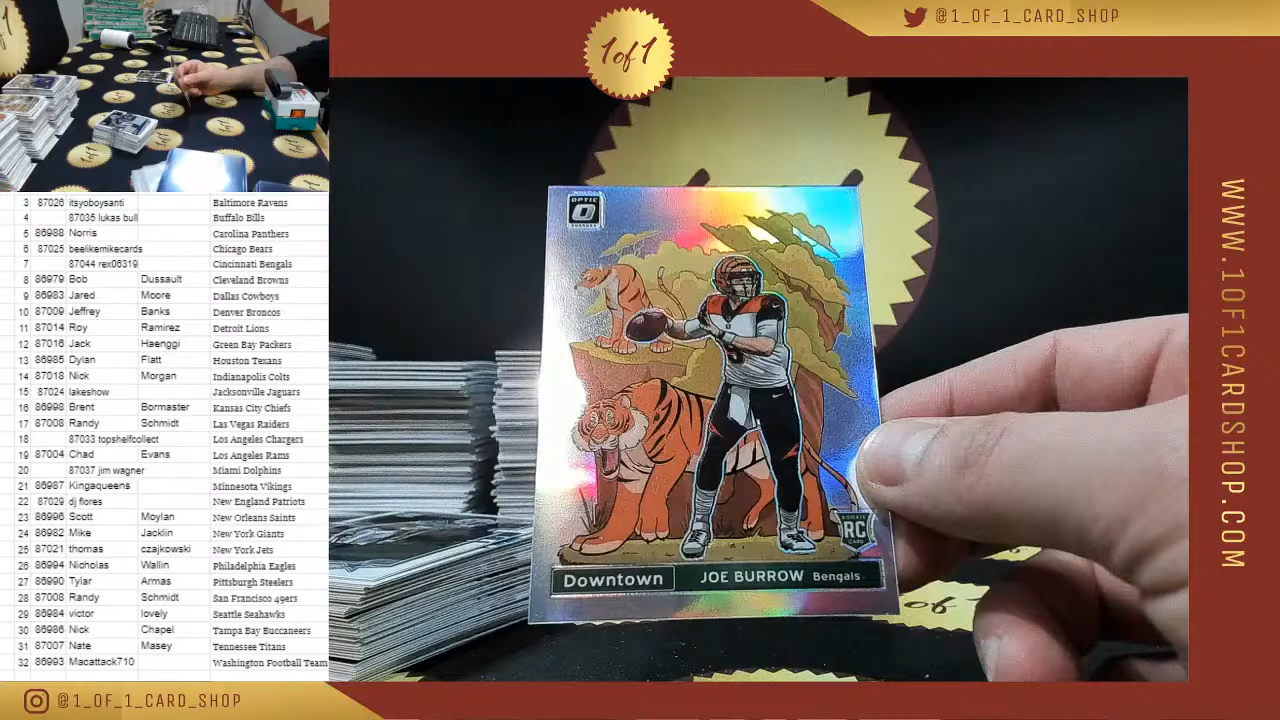 1of1
@1_OF_1_CARD_SHOP
3 87026 itsyoboysanti Baltimore Ravens
4 87035 lukas bull Buffalo Bills
5 86988 Norris Carolina Panthers
6 87025 beelikemikecards Chicago Bears
7 87044 rex06319 Cincinnati Bengals
8 86979 Bob Dussault Cleveland Browns
9 86983 Jared Moore Dallas Cowboys
10 87009 Jeffrey Banks Denver Broncos
11 87014 Roy Ramirez Detroit Lions
12 87016 Jack Haenggi Green Bay Packers
13 86985 Dylan Flatt Houston Texans
14 87018 Nick Morgan Indianapolis Colts
15 87024 lakeshow Jacksonville Jaguars
16 86998 Brent Bormaster Kansas City Chiefs
17 87008 Randy Schmidt Las Vegas Raiders
18 87033 topshelfcollect Los Angeles Chargers
19 87004 Chad Evans Los Angeles Rams
20 87037 jim wagner Miami Dolphins
21 86987 Kingaqueens Minnesota Vikings
22 87029 dj flores New England Patriots
23 86996 Scott Moylan New Orleans Saints
24 86982 Mike Jacklin New York Giants
25 87021 thomas czajkowski New York Jets
26 86994 Nicholas Wallin Philadelphia Eagles
27 86990 Tylar Armas Pittsburgh Steelers
28 87008 Randy Schmidt San Francisco 49ers
29 86984 victor lovely Seattle Seahawks
30 86986 Nick Chapel Tampa Bay Buccaneers
31 87007 Nate Masey Tennessee Titans
32 86993 Macattack710 Washington Football Team
OPTIC
ROOKIE
RC
CARD
Downtown JOE BURROW Bengals
of 1
WWW.1OF1CARDSHOP.COM
@1_OF_1_CARD_SHOP